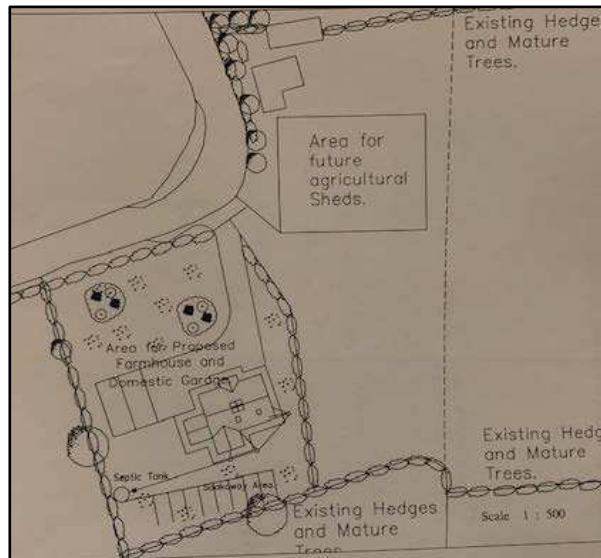 Existing Hedge
and Mature
Trees.
Area for
future
agricultural
Sheds.
Area for Proposed
Farmhouse and
Domestic Garden
Septic Tank
Soakaway Area
Existing Hedg
and Mature
Trees.
Existing Hedges
and Mature
Trees
Scale 1 : 500